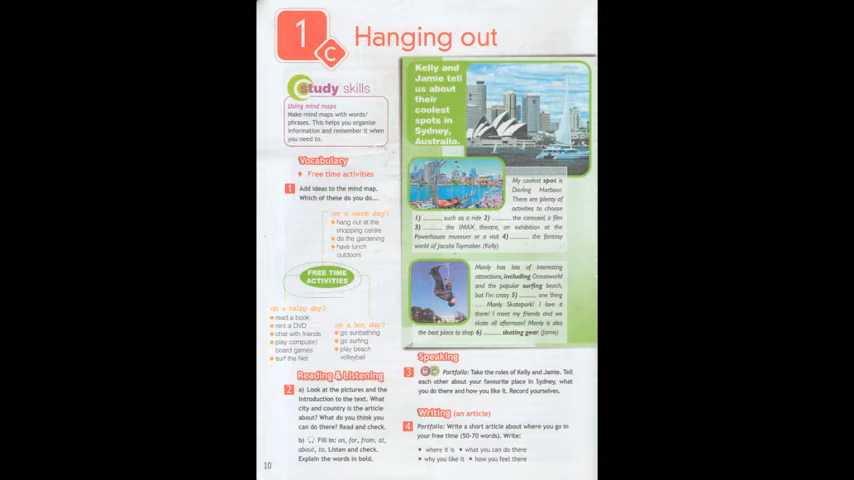 1 C
Hanging out
study skills
Using mind maps
Make mind maps with words/
phrases. This helps you organise
information and remember it when
you need to.
Vocabulary
Free time activities
1 Add ideas to the mind map.
Which of these do you do...
on a warm day?
hang out at the
shopping centre
do the gardening
have lunch
outdoors
FREE TIME
ACTIVITIES
on a rainy day?
read a book
rent a DVD
chat with friends
play computer/
board games
surf the Net
on a hot day?
go sunbathing
go surfing
play beach
volleyball
Reading & Listening
2 a) Look at the pictures and the
introduction to the text. What
city and country is the article
about? What do you think you
can do there? Read and check.
b) Fill in: on, for, from, at,
about, to. Listen and check.
Explain the words in bold.
10
Kelly and
Jamie tell
us about
their
coolest
spots in
Sydney,
Australia.
My coolest spot is
Darling Harbour.
There are plenty of
activities to choose
1) ........, such as a ride 2) ........ the carousel, a film
3) ........ the IMAX theatre, an exhibition at the
Powerhouse museum or a visit 4) ........ the fantasy
world of Jacobs Toymaker. (Kelly)
Manly has lots of interesting
attractions, including Oceanworld
and the popular surfing beach,
but I'm crazy 5) ........ one thing
... Manly Skatepark! I love it
there! I meet my friends and we
skate all afternoon! Manly is also
the best place to shop 6) ........ skating gear. (Jamie)
Speaking
3 Portfolio: Take the roles of Kelly and Jamie. Tell
each other about your favourite place in Sydney, what
you do there and how you like it. Record yourselves.
Writing (an article)
4 Portfolio: Write a short article about where you go in
your free time (50-70 words). Write:
• where it is • what you can do there
• why you like it • how you feel there